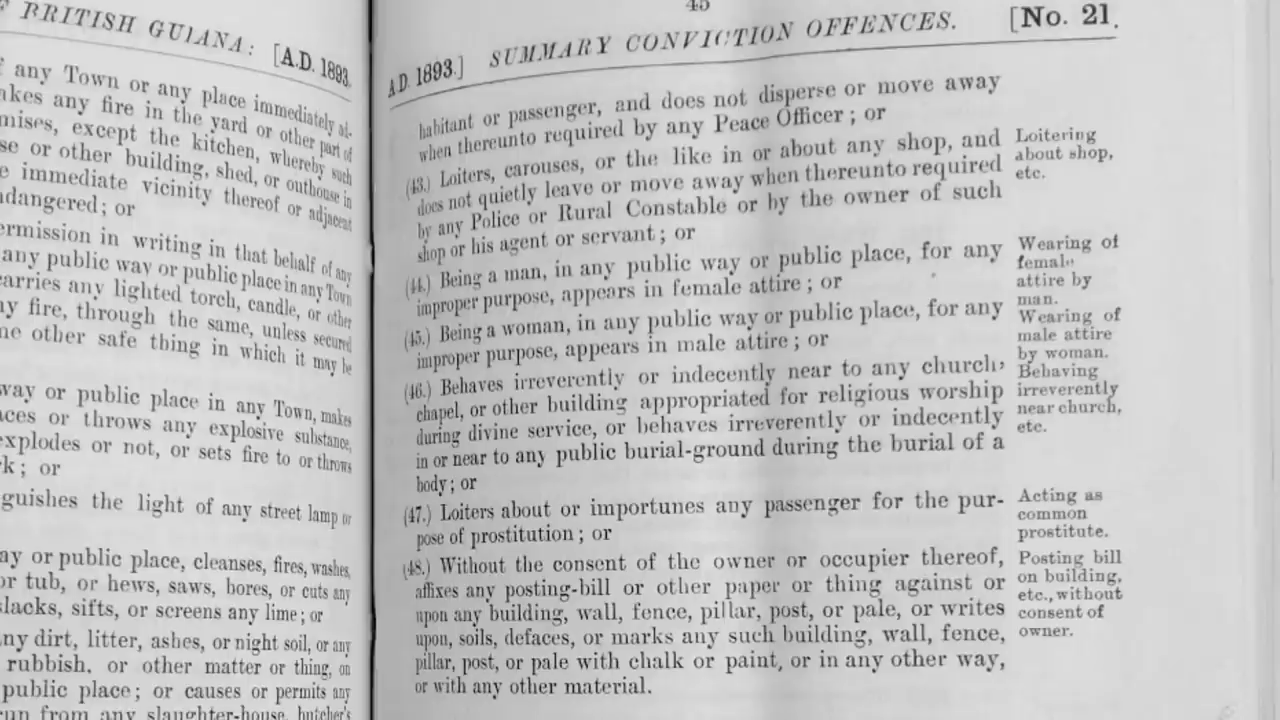 BRITISH GUIANA: [A.D. 1893.
any Town or any place immediately ad-
akes any fire in the yard or other part of
mises, except the kitchen, whereby such
se or other building, shed, or outhouse in
e immediate vicinity thereof or adjacent
ndangered; or
ermission in writing in that behalf of any
any public way or public place in any Town
arries any lighted torch, candle, or other
ny fire, through the same, unless secured
me other safe thing in which it may be
way or public place in any Town, makes
aces or throws any explosive substance,
explodes or not, or sets fire to or throws
rk; or
guishes the light of any street lamp or
ay or public place, cleanses, fires, washes,
or tub, or hews, saws, bores, or cuts any
slacks, sifts, or screens any lime; or
ny dirt, litter, ashes, or night soil, or any
rubbish. or other matter or thing, on
public place; or causes or permits any
run from any slaughter-house, butcher's
45
A.D. 1893.] SUMMARY CONVICTION OFFENCES. [No. 21.
habitant or passenger, and does not disperse or move away
when thereunto required by any Peace Officer; or
(43.) Loiters, carouses, or the like in or about any shop, and
does not quietly leave or move away when thereunto required
by any Police or Rural Constable or by the owner of such
shop or his agent or servant; or
(44.) Being a man, in any public way or public place, for any
improper purpose, appears in female attire; or
(45.) Being a woman, in any public way or public place, for any
improper purpose, appears in male attire; or
(46.) Behaves irreverently or indecently near to any church,
chapel, or other building appropriated for religious worship
during divine service, or behaves irreverently or indecently
in or near to any public burial-ground during the burial of a
body; or
(47.) Loiters about or importunes any passenger for the pur-
pose of prostitution; or
(48.) Without the consent of the owner or occupier thereof,
affixes any posting-bill or other paper or thing against or
upon any building, wall, fence, pillar, post, or pale, or writes
upon, soils, defaces, or marks any such building, wall, fence,
pillar, post, or pale with chalk or paint, or in any other way,
or with any other material.
Loitering
about shop,
etc.
Wearing of
female
attire by
man.
Wearing of
male attire
by woman.
Behaving
irreverently
near church,
etc.
Acting as
common
prostitute.
Posting bill
on building,
etc., without
consent of
owner.